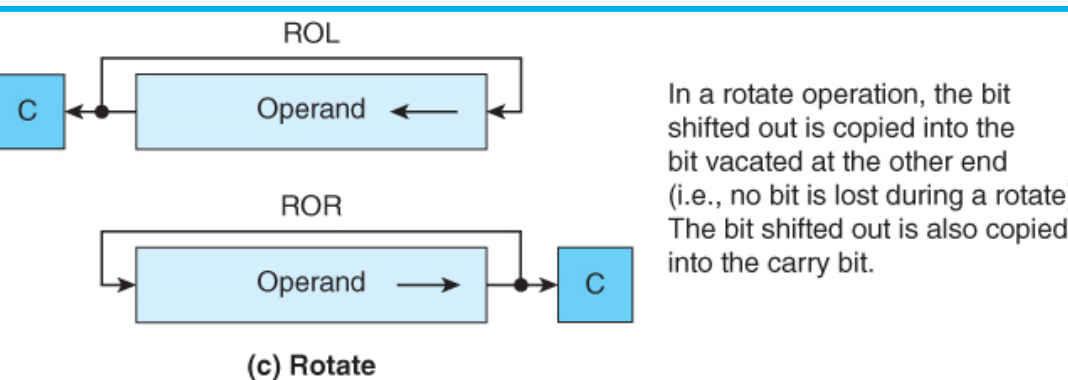 ROL
C
Operand
In a rotate operation, the bit
shifted out is copied into the
bit vacated at the other end
(i.e., no bit is lost during a rotate)
The bit shifted out is also copied
into the carry bit.
ROR
Operand
C
(c) Rotate